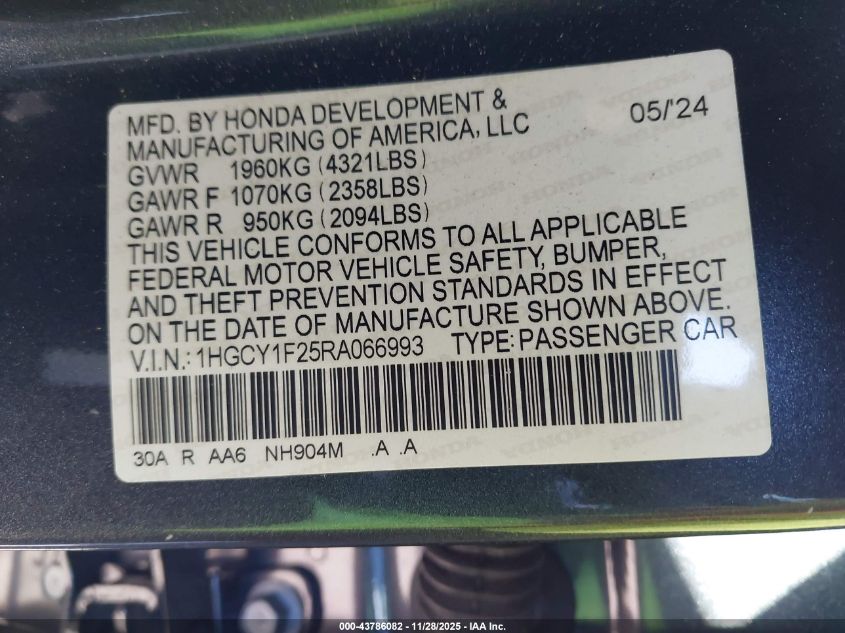 MFD. BY HONDA DEVELOPMENT & 05/'24
MANUFACTURING OF AMERICA, LLC
GVWR 1960KG (4321LBS)
GAWR F 1070KG (2358LBS)
GAWR R 950KG (2094LBS)
THIS VEHICLE CONFORMS TO ALL APPLICABLE
FEDERAL MOTOR VEHICLE SAFETY, BUMPER,
AND THEFT PREVENTION STANDARDS IN EFFECT
ON THE DATE OF MANUFACTURE SHOWN ABOVE.
V.I.N.: 1HGCY1F25RA066993 TYPE: PASSENGER CAR
30A R AA6 NH904M .A .A
000-43786082 - 11/28/2025 - IAA Inc.